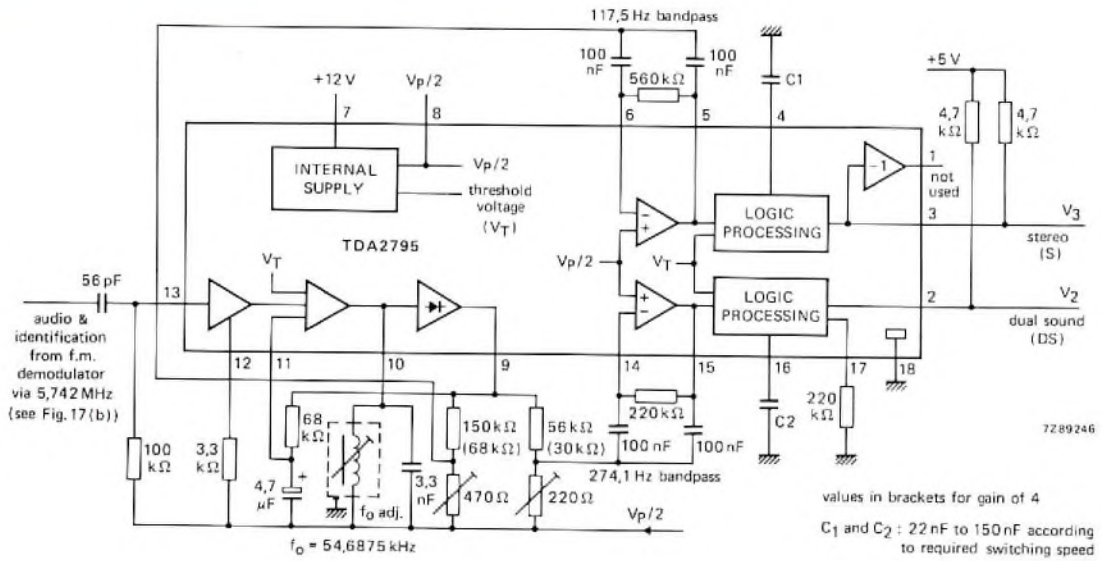 117,5 Hz bandpass
100
nF
100
nF
560 kΩ
C1
+5 V
4,7
kΩ
4,7
kΩ
+12 V
Vp/2
7
8
6
5
4
INTERNAL
SUPPLY
Vp/2
threshold
voltage
(VT)
TDA2795
−1
1
not
used
LOGIC
PROCESSING
3
V3
stereo
(S)
−
+
Vp/2
VT
+
−
LOGIC
PROCESSING
2
V2
dual sound
(DS)
56 pF
13
VT
audio &
identification
from f.m.
demodulator
via 5,742 MHz
(see Fig.17(b))
12
11
10
9
14
15
16
17
18
68
kΩ
150 kΩ
(68 kΩ)
56 kΩ
(30 kΩ)
220 kΩ
100 nF
100 nF
C2
220
kΩ
7Z89246
100
kΩ
3,3
kΩ
4,7
μF
+
f0 adj.
3,3
nF
470 Ω
220 Ω
274,1 Hz bandpass
Vp/2
f0 = 54,6875 kHz
values in brackets for gain of 4
C1 and C2 : 22 nF to 150 nF according
to required switching speed